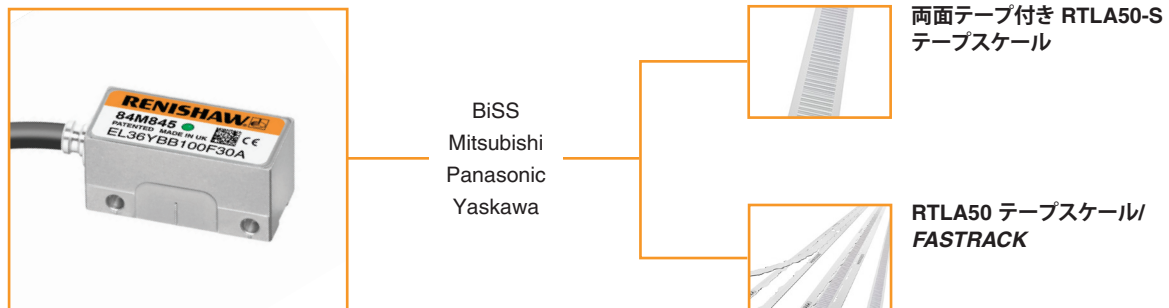 RENISHAW
84M845
PATENTED MADE IN UK CE
EL36YBB100F30A
BiSS
Mitsubishi
Panasonic
Yaskawa
両面テープ付き RTLA50-S
テープスケール
RTLA50 テープスケール/
FASTRACK